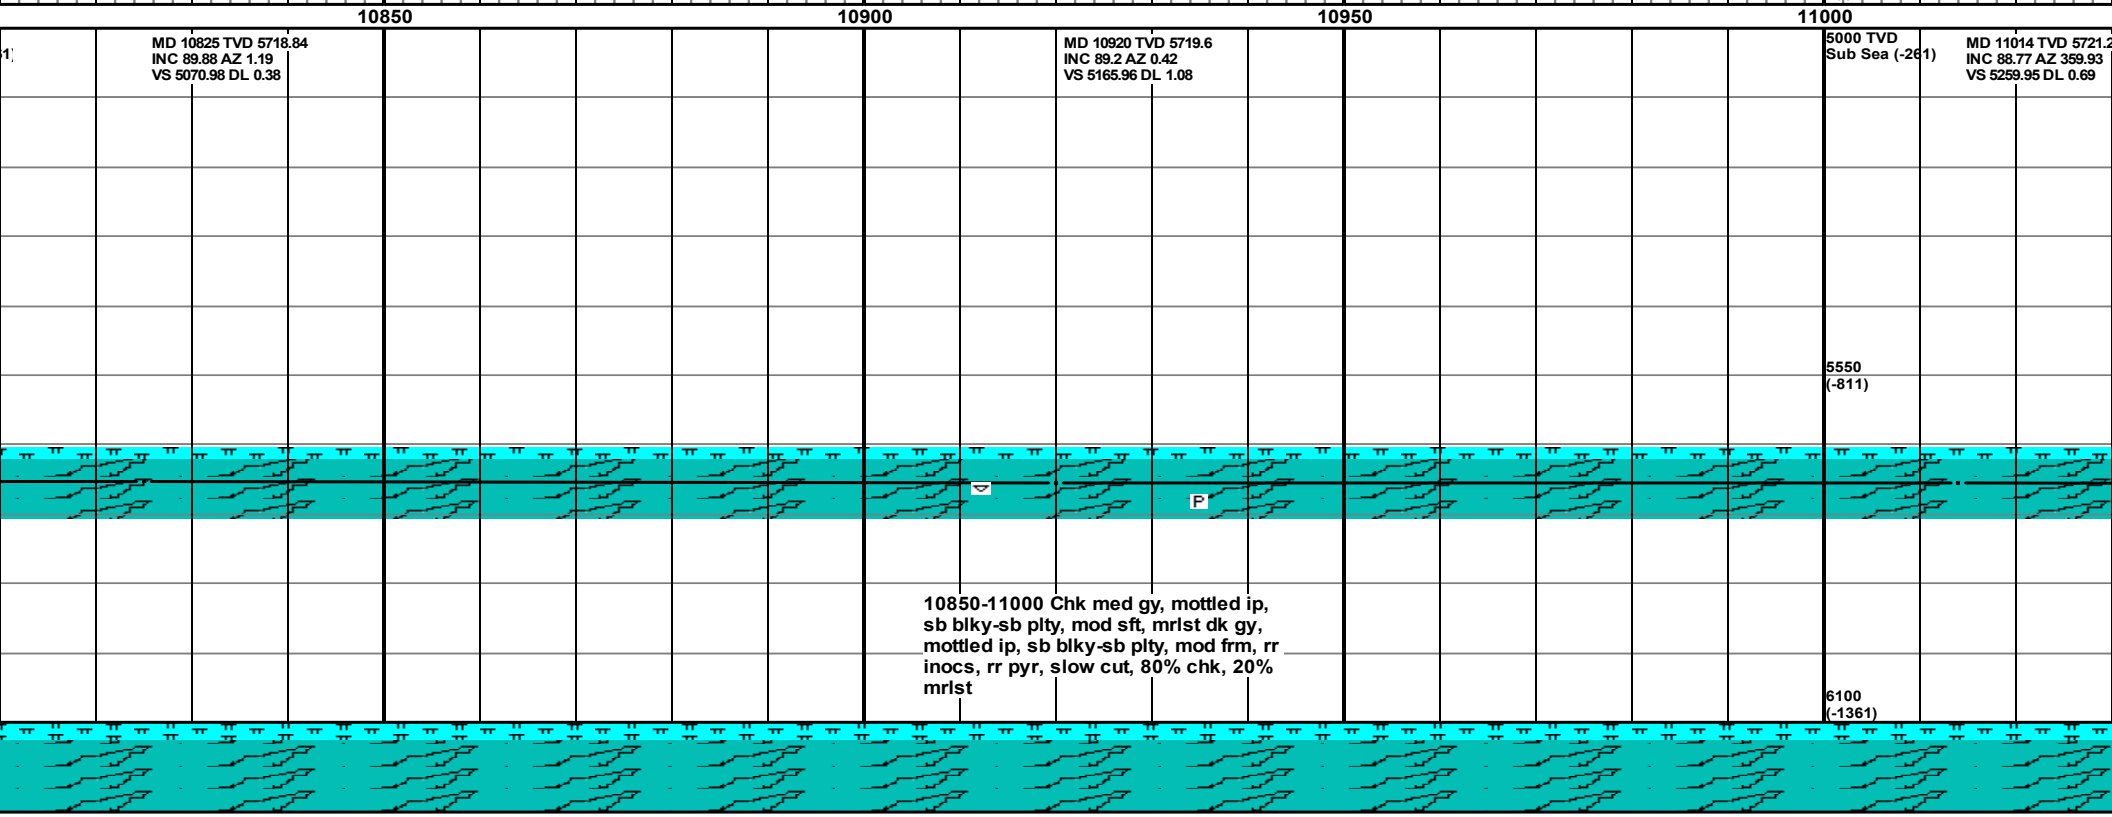 10850 10900 10950 11000
MD 10825 TVD 5718.84
INC 89.88 AZ 1.19
VS 5070.98 DL 0.38
MD 10920 TVD 5719.6
INC 89.2 AZ 0.42
VS 5165.96 DL 1.08
5000 TVD
Sub Sea (-261)
MD 11014 TVD 5721.2
INC 88.77 AZ 359.93
VS 5259.95 DL 0.69
5550
(-811)
P
10850-11000 Chk med gy, mottled ip,
sb blky-sb plty, mod sft, mrlst dk gy,
mottled ip, sb blky-sb plty, mod frm, rr
inocs, rr pyr, slow cut, 80% chk, 20%
mrlst
6100
(-1361)